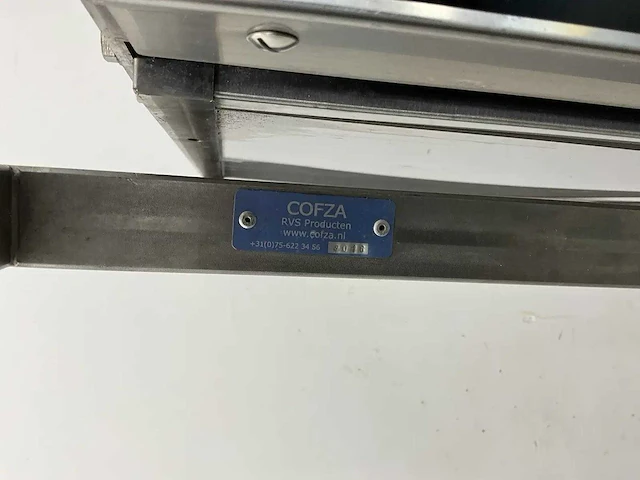 COFZA
RVS Producten
www.cofza.nl
+31(0)75-622 34 56